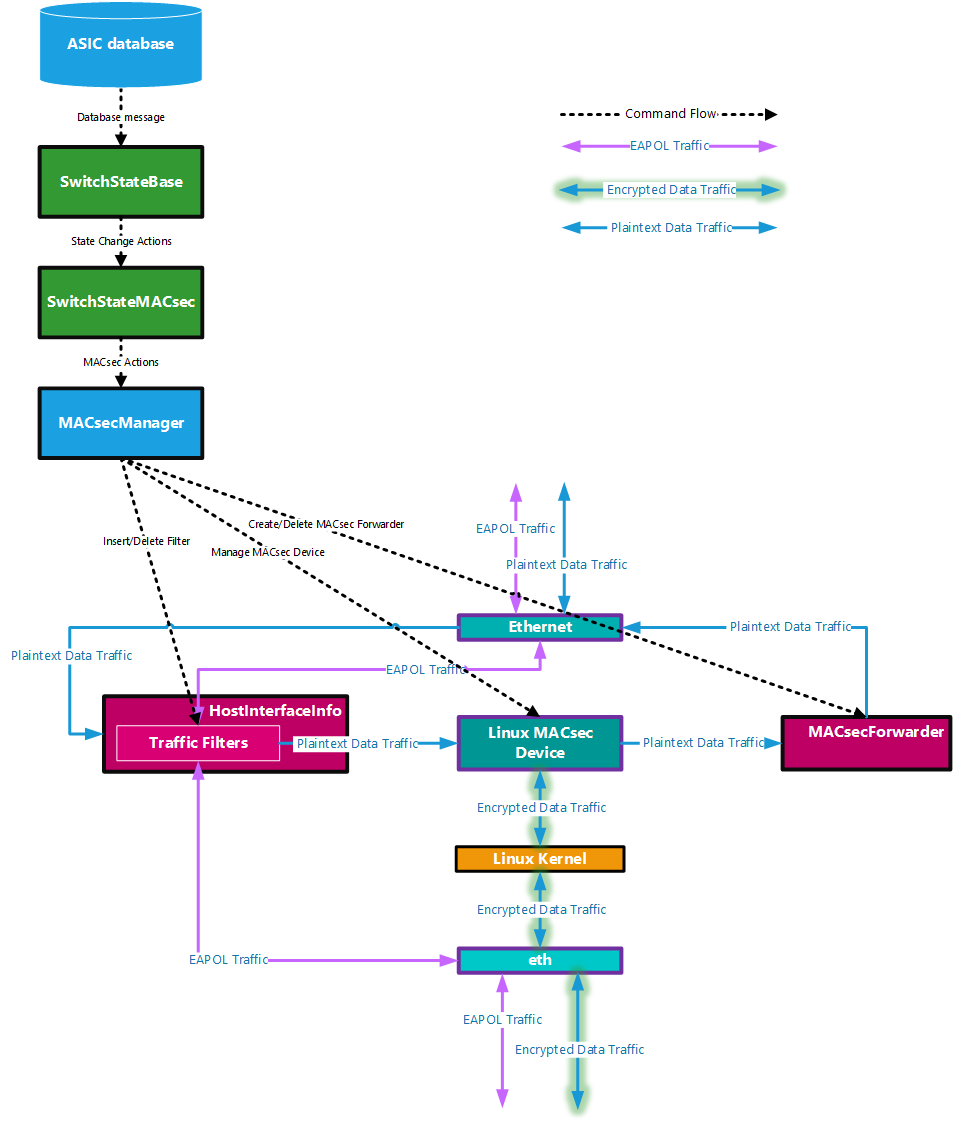 ASIC database
Database message
Command Flow
EAPOL Traffic
SwitchStateBase
Encrypted Data Traffic
Plaintext Data Traffic
State Change Actions
SwitchStateMACsec
MACsec Actions
MACsecManager
Create/Delete MACsec Forwarder
EAPOL Traffic
Insert/Delete Filter
Manage MACsec Device
Plaintext Data Traffic
Ethernet
Plaintext Data Traffic
Plaintext Data Traffic
EAPOL Traffic
HostInterfaceInfo
Traffic Filters
Plaintext Data Traffic
Linux MACsec
Device
Plaintext Data Traffic
MACsecForwarder
Encrypted Data Traffic
Linux Kernel
Encrypted Data Traffic
EAPOL Traffic
eth
EAPOL Traffic
Encrypted Data Traffic